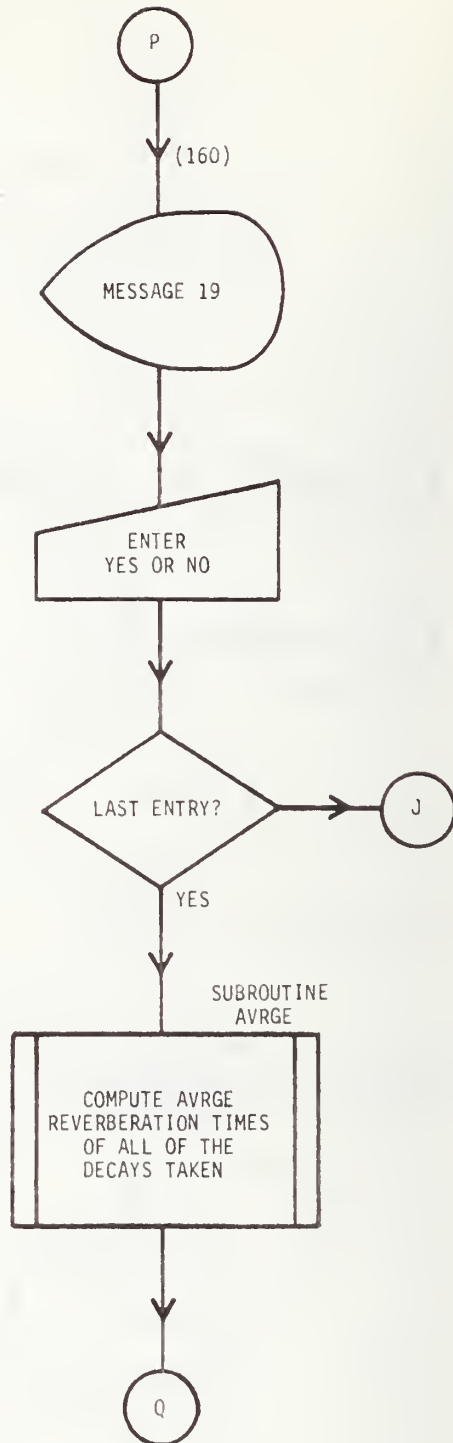 P
(160)
MESSAGE 19
ENTER
YES OR NO
LAST ENTRY?
J
YES
SUBROUTINE
AVRGE
COMPUTE AVRGE
REVERBERATION TIMES
OF ALL OF THE
DECAYS TAKEN
Q